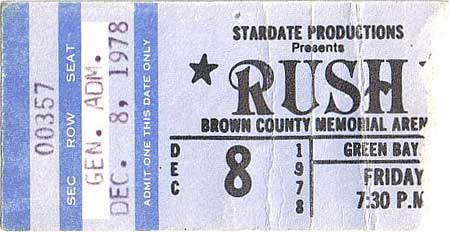 00357
SEC ROW SEAT
GEN. ADM.
DEC. 8, 1978
ADMIT ONE THIS DATE ONLY
STARDATE PRODUCTIONS
Presents
★ RUSH
BROWN COUNTY MEMORIAL AREN
DEC 8 1978
GREEN BAY
FRIDAY
7:30 P.M